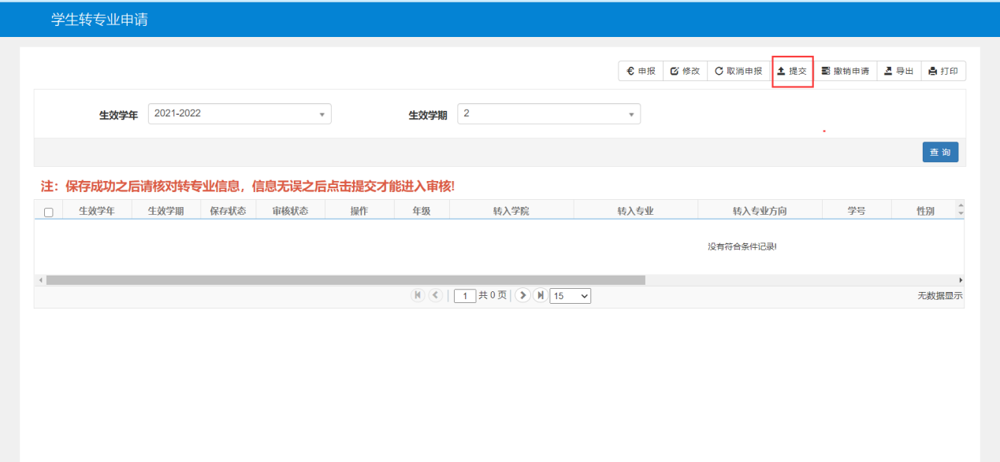 学生转专业申请
申报 修改 取消申报 提交 撤销申请 导出 打印
生效学年 2021-2022 生效学期 2
查 询
注：保存成功之后请核对转专业信息，信息无误之后点击提交才能进入审核!
生效学年 生效学期 保存状态 审核状态 操作 年级 转入学院 转入专业 转入专业方向 学号 性别
没有符合条件记录!
1 共 0 页 15 无数据显示